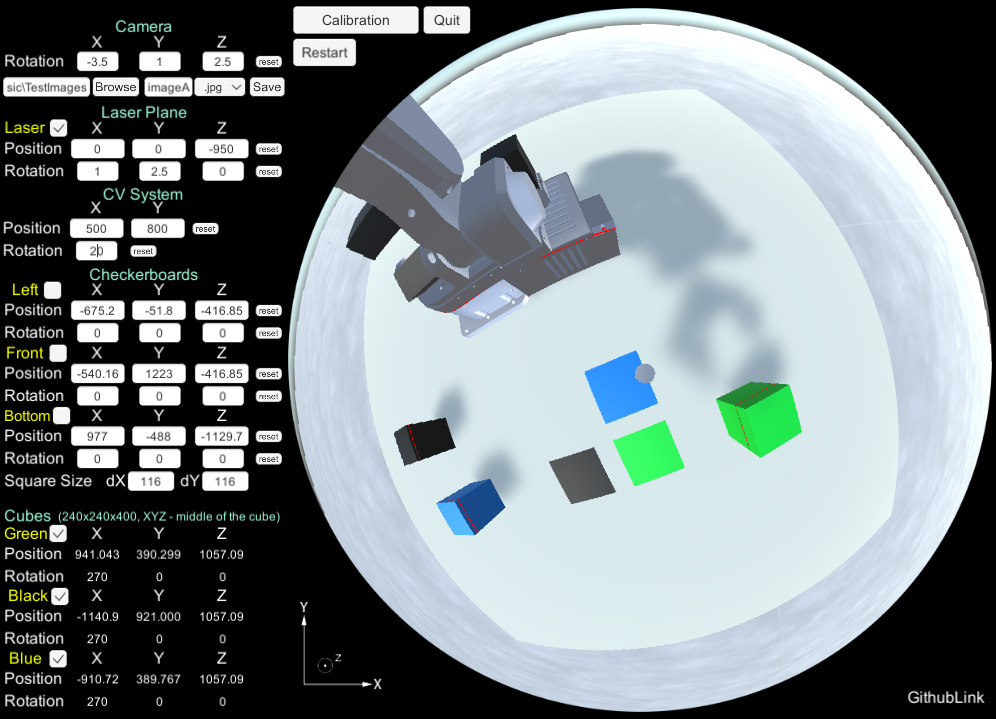 Calibration Quit
Restart
Camera
X Y Z
Rotation -3.5 1 2.5 reset
sic\TestImages Browse imageA .jpg Save
Laser Plane
Laser X Y Z
Position 0 0 -950 reset
Rotation 1 2.5 0 reset
CV System
X Y
Position 500 800 reset
Rotation 20 reset
Checkerboards
Left X Y Z
Position -675.2 -51.8 -416.85 reset
Rotation 0 0 0 reset
Front X Y Z
Position -540.16 1223 -416.85 reset
Rotation 0 0 0 reset
Bottom X Y Z
Position 977 -488 -1129.7 reset
Rotation 0 0 0 reset
Square Size dX 116 dY 116
Cubes (240x240x400, XYZ - middle of the cube)
Green X Y Z
Position 941.043 390.299 1057.09
Rotation 270 0 0
Black X Y Z
Position -1140.9 921.000 1057.09
Rotation 270 0 0
Blue X Y Z
Position -910.72 389.767 1057.09
Rotation 270 0 0
Y
Z
X
GithubLink